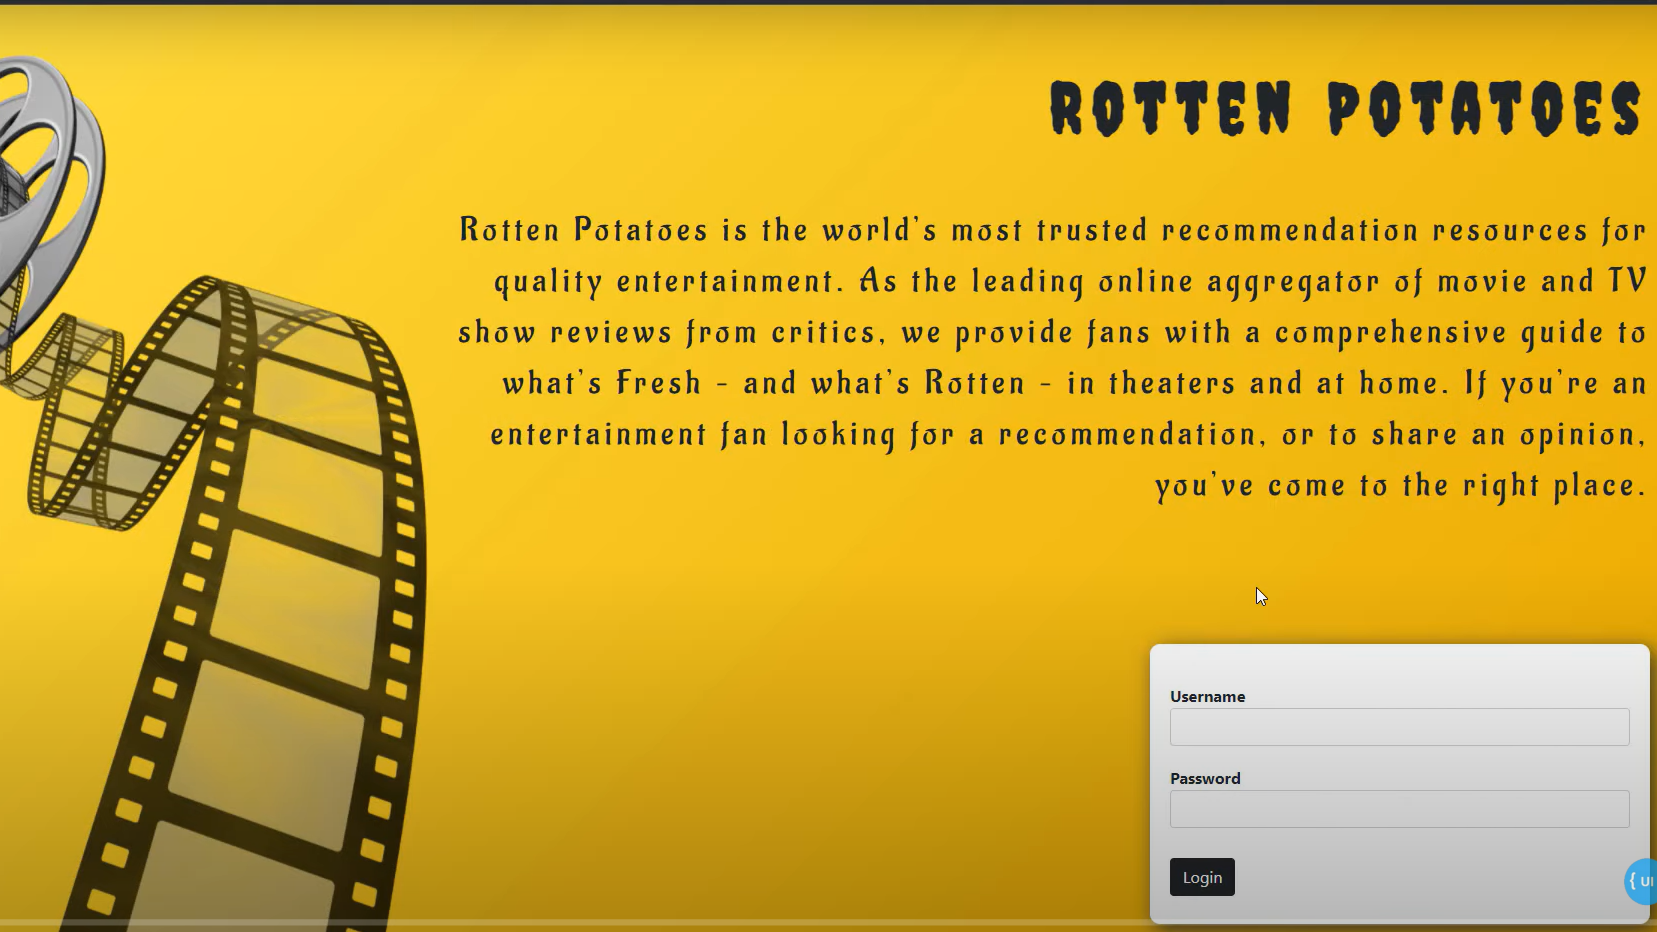 ROTTEN POTATOES
Rotten Potatoes is the world's most trusted recommendation resources for
quality entertainment. As the leading online aggregator of movie and TV
show reviews from critics, we provide fans with a comprehensive guide to
what's Fresh - and what's Rotten - in theaters and at home. If you're an
entertainment fan looking for a recommendation, or to share an opinion,
you've come to the right place.
Username
Password
Login
{ UI